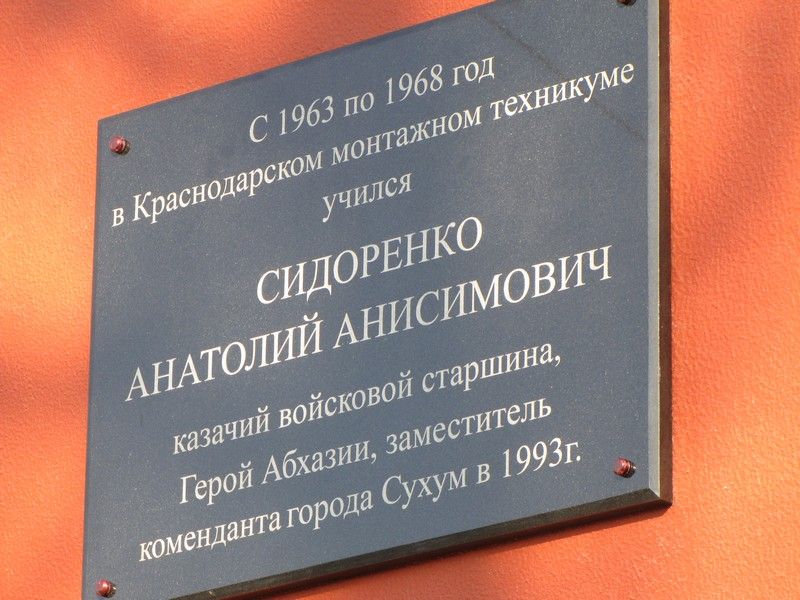 С 1963 по 1968 год
в Краснодарском монтажном техникуме
учился
СИДОРЕНКО
АНАТОЛИЙ АНИСИМОВИЧ
казачий войсковой старшина,
Герой Абхазии, заместитель
коменданта города Сухум в 1993г.